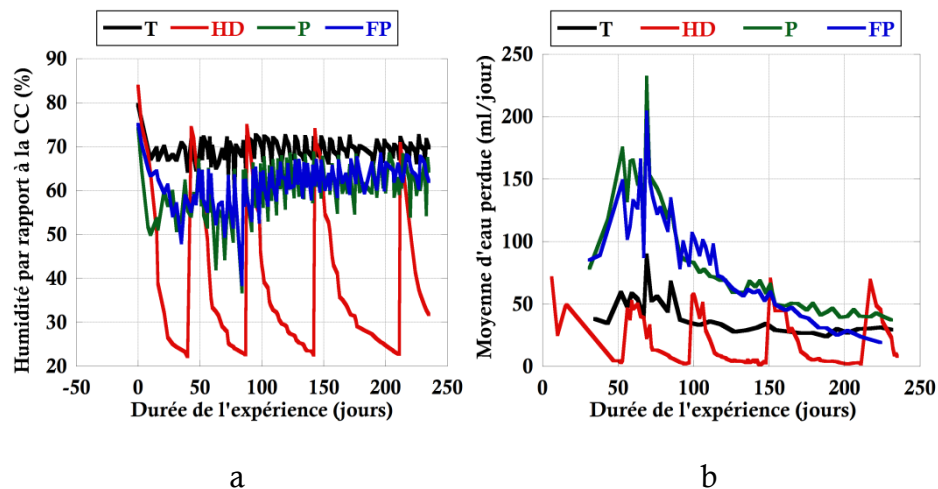 T HD P FP
Humidité par rapport à la CC (%)
90
80
70
60
50
40
30
20
-50 0 50 100 150 200 250
Durée de l'expérience (jours)
a
T HD P FP
Moyenne d'eau perdue (ml/jour)
250
200
150
100
50
0
0 50 100 150 200 250
Durée de l'expérience (jours)
b